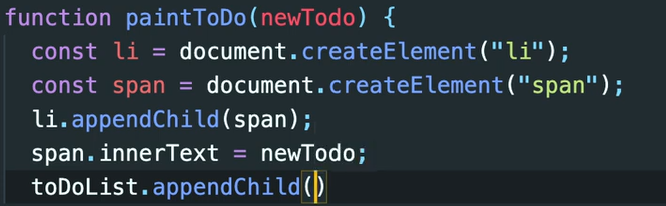 function paintToDo(newTodo) {
const li = document.createElement("li");
const span = document.createElement("span");
li.appendChild(span);
span.innerText = newTodo;
toDoList.appendChild()